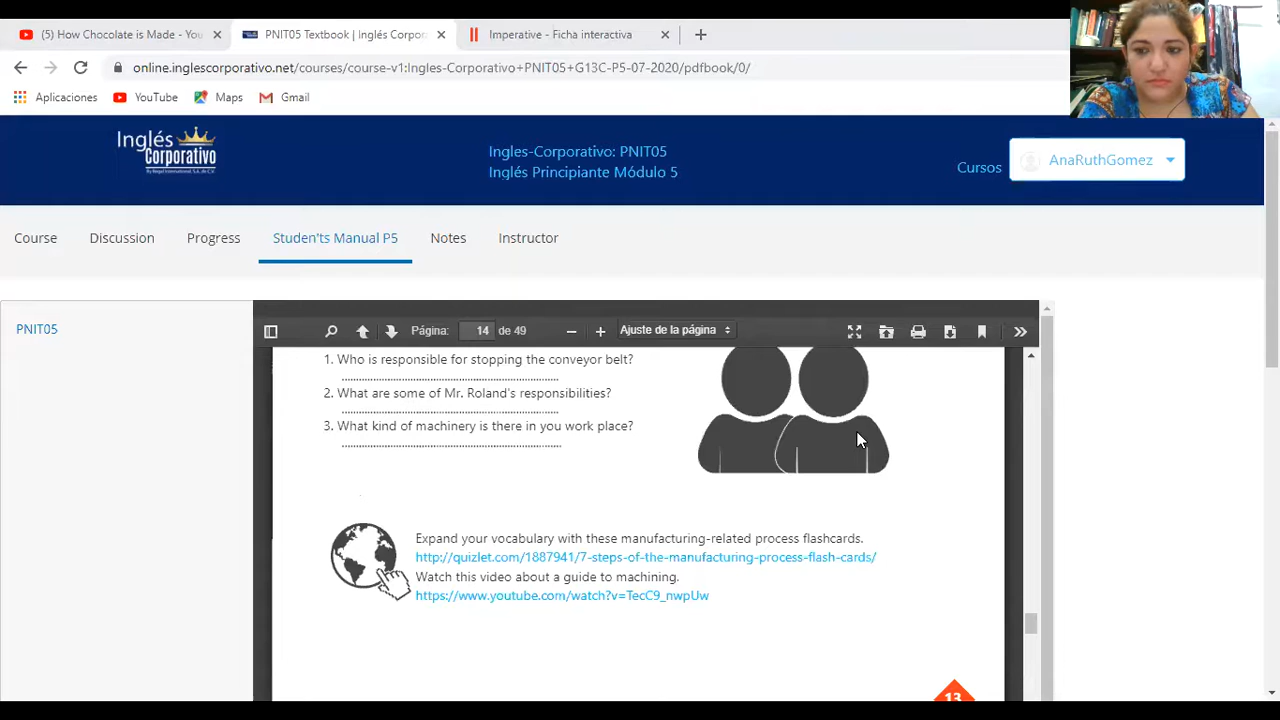 (5) How Chocolate is Made - You
PNIT05 Textbook | Inglés Corpor
Imperative - Ficha interactiva
online.inglescorporativo.net/courses/course-v1:Ingles-Corporativo+PNIT05+G13C-P5-07-2020/pdfbook/0/
Aplicaciones
YouTube
Maps
Gmail
Inglés
Corporativo
By Regal International, S.A. de C.V.
Ingles-Corporativo: PNIT05
Inglés Principiante Módulo 5
Cursos
AnaRuthGomez
Course
Discussion
Progress
Studen'ts Manual P5
Notes
Instructor
PNIT05
Página: 14 de 49
Ajuste de la página
1. Who is responsible for stopping the conveyor belt?
2. What are some of Mr. Roland's responsibilities?
3. What kind of machinery is there in you work place?
Expand your vocabulary with these manufacturing-related process flashcards.
http://quizlet.com/1887941/7-steps-of-the-manufacturing-process-flash-cards/
Watch this video about a guide to machining.
https://www.youtube.com/watch?v=TecC9_nwpUw
13